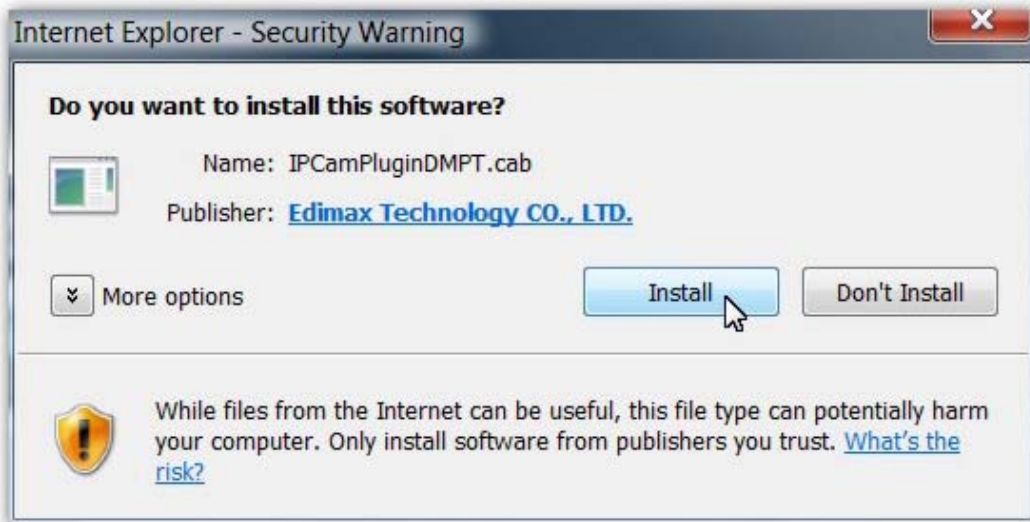 Internet Explorer - Security Warning
Do you want to install this software?
Name: IPCamPluginDMPT.cab
Publisher: Edimax Technology CO., LTD.
More options
Install
Don't Install
While files from the Internet can be useful, this file type can potentially harm
your computer. Only install software from publishers you trust. What's the
risk?